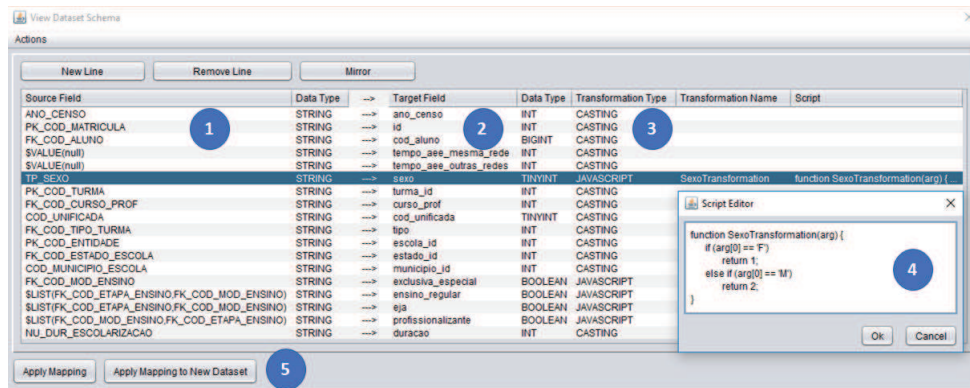 View Dataset Schema
Actions
New Line Remove Line Mirror
Source Field Data Type --> Target Field Data Type Transformation Type Transformation Name Script
ANO_CENSO STRING ---> ano_censo INT CASTING
PK_COD_MATRICULA STRING ---> id INT CASTING
FK_COD_ALUNO STRING ---> cod_aluno BIGINT CASTING
$VALUE(null) STRING ---> tempo_aee_mesma_rede INT CASTING
$VALUE(null) STRING ---> tempo_aee_outras_redes INT CASTING
TP_SEXO STRING ---> sexo TINYINT JAVASCRIPT SexoTransformation function SexoTransformation(arg) { ...
PK_COD_TURMA STRING ---> turma_id INT CASTING
FK_COD_CURSO_PROF STRING ---> curso_prof INT CASTING
COD_UNIFICADA STRING ---> cod_unificada TINYINT CASTING
FK_COD_TIPO_TURMA STRING ---> tipo INT CASTING
PK_COD_ENTIDADE STRING ---> escola_id INT CASTING
FK_COD_ESTADO_ESCOLA STRING ---> estado_id INT CASTING
COD_MUNICIPIO_ESCOLA STRING ---> municipio_id INT CASTING
FK_COD_MOD_ENSINO STRING ---> exclusiva_especial BOOLEAN JAVASCRIPT
$LIST(FK_COD_ETAPA_ENSINO,FK_COD_MOD_ENSINO) STRING ---> ensino_regular BOOLEAN JAVASCRIPT
$LIST(FK_COD_ETAPA_ENSINO,FK_COD_MOD_ENSINO) STRING ---> eja BOOLEAN JAVASCRIPT
$LIST(FK_COD_MOD_ENSINO,FK_COD_ETAPA_ENSINO) STRING ---> profissionalizante BOOLEAN JAVASCRIPT
NU_DUR_ESCOLARIZACAO STRING ---> duracao INT CASTING
1
2
3
Script Editor
function SexoTransformation(arg) {
if (arg[0] == 'F')
return 1;
else if (arg[0] == 'M')
return 2;
}
4
Ok Cancel
Apply Mapping Apply Mapping to New Dataset 5